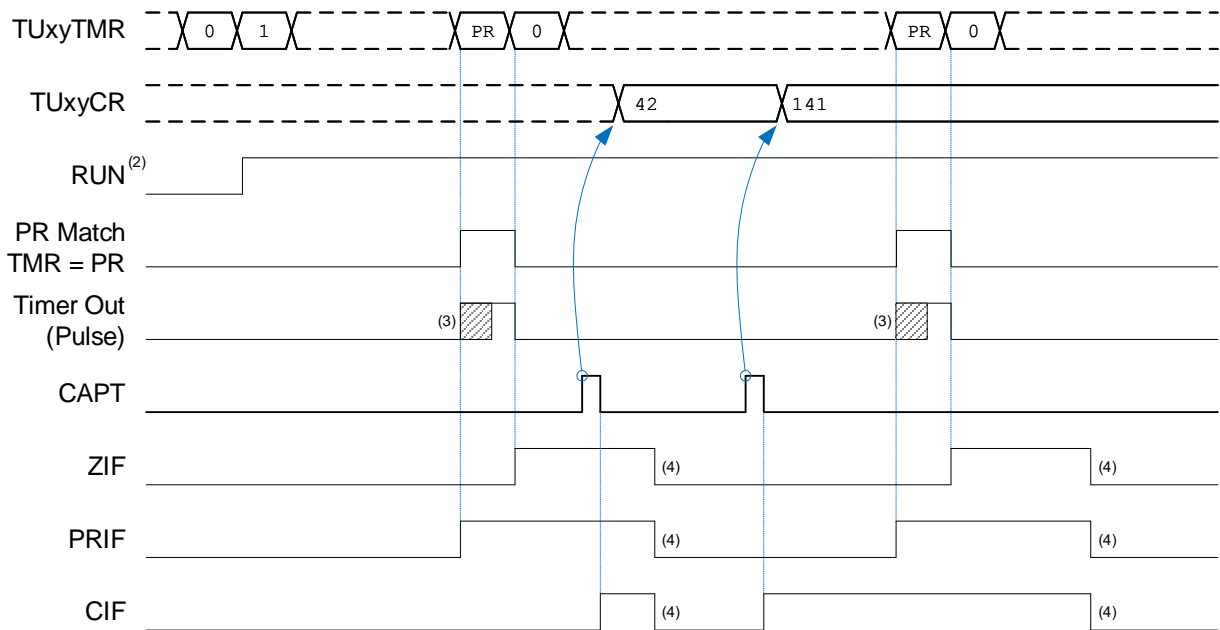 TUxyTMR 0 1 PR 0 PR 0
TUxyCR 42 141
RUN (2)
PR Match
TMR = PR
Timer Out
(Pulse) (3) (3)
CAPT
ZIF (4) (4)
PRIF (4) (4)
CIF (4) (4)